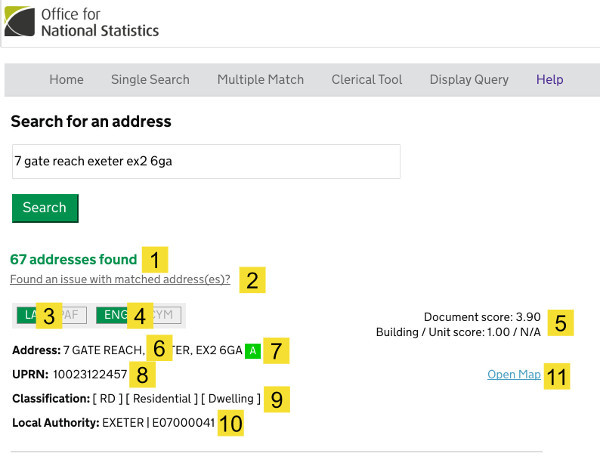 Office for
National Statistics
Home Single Search Multiple Match Clerical Tool Display Query Help
Search for an address
7 gate reach exeter ex2 6ga
Search
67 addresses found 1
Found an issue with matched address(es)? 2
LA 3 PAF ENG 4 CYM
Document score: 3.90
Building / Unit score: 1.00 / N/A 5
Address: 7 GATE REACH, 6 TER, EX2 6GA A 7
UPRN: 10023122457 8
Open Map 11
Classification: [ RD ] [ Residential ] [ Dwelling ] 9
Local Authority: EXETER | E07000041 10